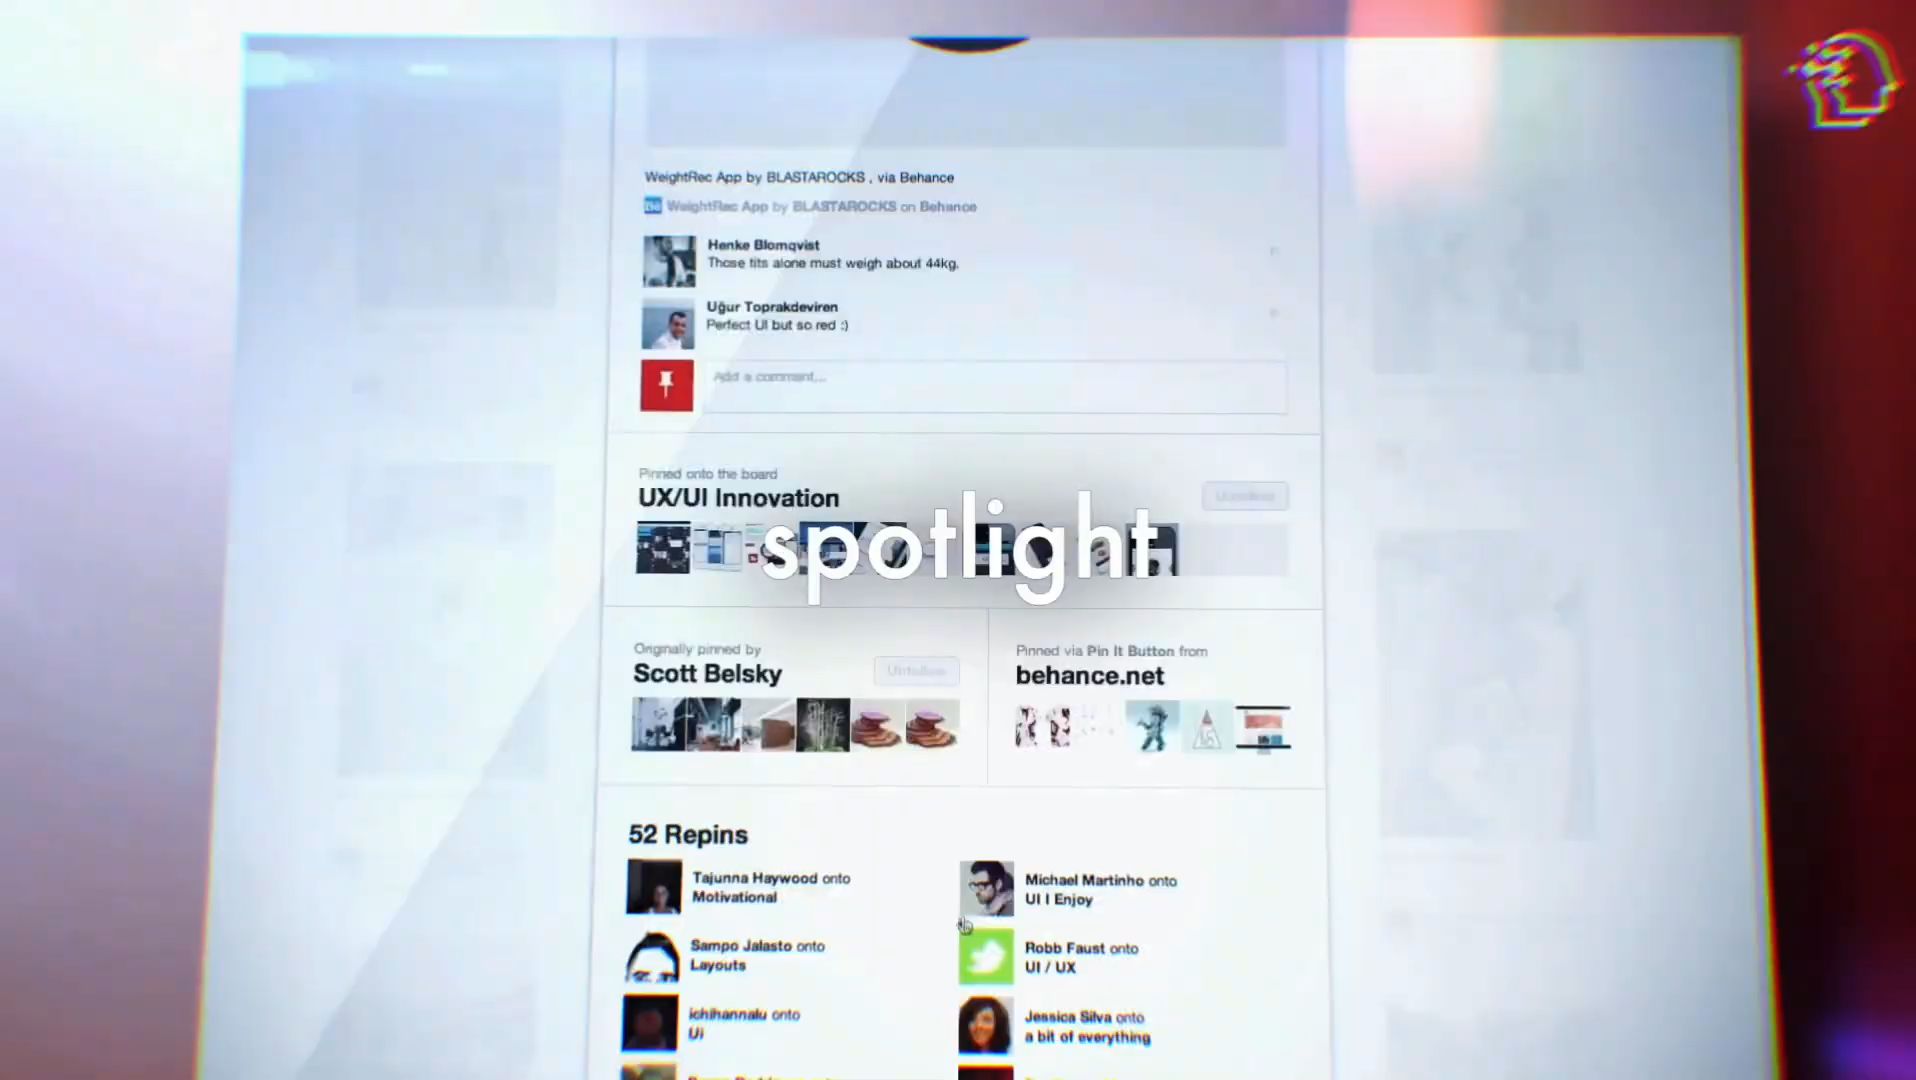 WeightRec App by BLASTAROCKS , via Behance
Bē WeightRec App by BLASTAROCKS on Behance
Henke Blomqvist
Those tits alone must weigh about 44kg.
Uğur Toprakdeviren
Perfect UI but so red :)
Add a comment...
Pinned onto the board
UX/UI Innovation
Unfollow
spotlight
Originally pinned by
Scott Belsky
Unfollow
Pinned via Pin It Button from
behance.net
52 Repins
Tajunna Haywood onto
Motivational
Michael Martinho onto
UI I Enjoy
Sampo Jalasto onto
Layouts
Robb Faust onto
UI / UX
ichihannalu onto
Ui
Jessica Silva onto
a bit of everything